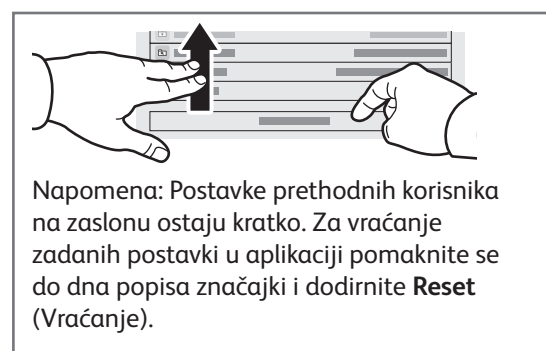 Napomena: Postavke prethodnih korisnika
na zaslonu ostaju kratko. Za vraćanje
zadanih postavki u aplikaciji pomaknite se
do dna popisa značajki i dodirnite Reset
(Vraćanje).